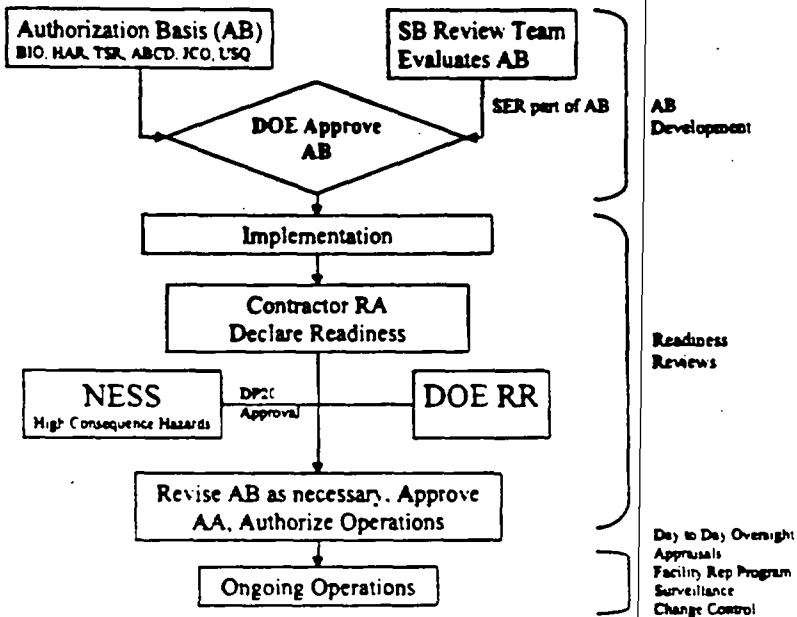 Authorization Basis (AB)
BIO, HAR, TSR, ABCD, JCO, USQ
SB Review Team
Evaluates AB
SER part of AB
AB
Development
DOE Approve
AB
Implementation
Contractor RA
Declare Readiness
Readiness
Reviews
NESS
High Consequence Hazards
DP20
Approval
DOE RR
Revise AB as necessary, Approve
AA, Authorize Operations
Ongoing Operations
Day to Day Oversight
Appraisals
Facility Rep Program
Surveillance
Change Control